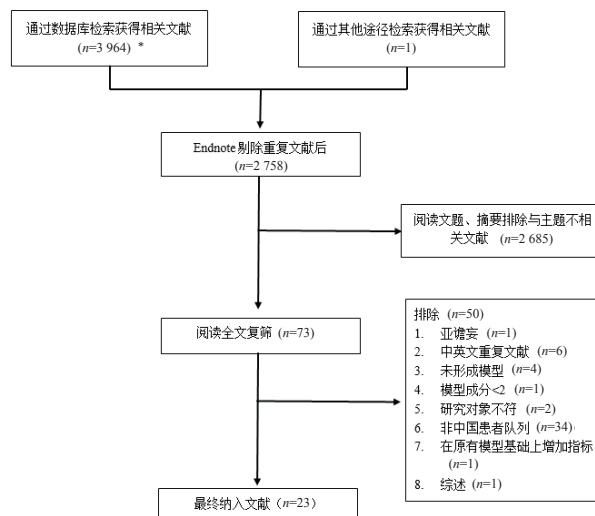 通过数据库检索获得相关文献
(n=3 964) *
通过其他途径检索获得相关文献
(n=1)
Endnote 剔除重复文献后
(n=2 758)
阅读文题、摘要排除与主题不相
关文献 (n=2 685)
阅读全文复筛 (n=73)
排除 (n=50)
1. 亚谵妄 (n=1)
2. 中英文重复文献 (n=6)
3. 未形成模型 (n=4)
4. 模型成分<2 (n=1)
5. 研究对象不符 (n=2)
6. 非中国患者队列 (n=34)
7. 在原有模型基础上增加指标
(n=1)
8. 综述 (n=1)
最终纳入文献（n=23)